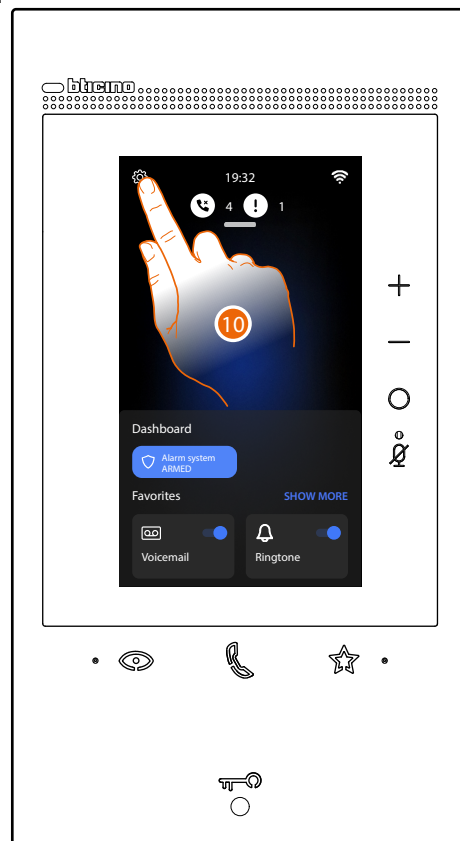 bticino
19:32
4 1
10
Dashboard
Alarm system
ARMED
Favorites SHOW MORE
Voicemail Ringtone